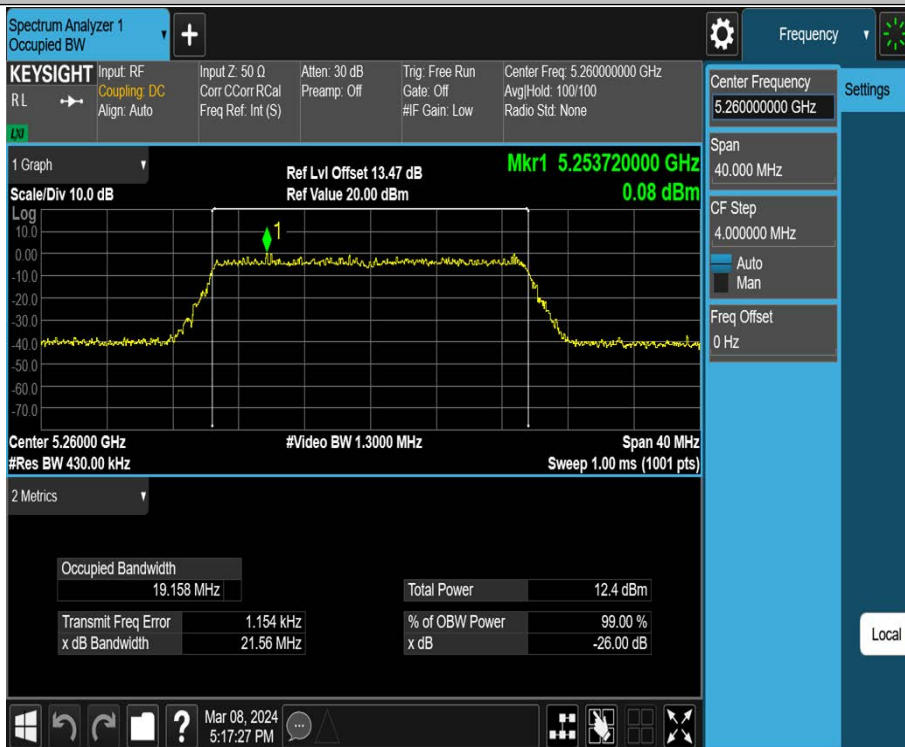 Spectrum Analyzer 1
Occupied BW
+
Frequency
KEYSIGHT Input: RF Input Z: 50 Ω Atten: 30 dB Trig: Free Run Center Freq: 5.260000000 GHz
RL Coupling: DC Corr CCorr RCal Preamp: Off Gate: Off Avg|Hold: 100/100
Align: Auto Freq Ref: Int (S) #IF Gain: Low Radio Std: None
LXI
Center Frequency
5.260000000 GHz
Settings
Span
40.000 MHz
CF Step
4.000000 MHz
Auto
Man
Freq Offset
0 Hz
Local
1 Graph
Ref Lvl Offset 13.47 dB
Mkr1 5.253720000 GHz
Scale/Div 10.0 dB
Ref Value 20.00 dBm
0.08 dBm
Log
10.0
0.00
-10.0
-20.0
-30.0
-40.0
-50.0
-60.0
-70.0
1
Center 5.26000 GHz #Video BW 1.3000 MHz Span 40 MHz
#Res BW 430.00 kHz Sweep 1.00 ms (1001 pts)
2 Metrics
Occupied Bandwidth
19.158 MHz
Total Power 12.4 dBm
Transmit Freq Error 1.154 kHz
% of OBW Power 99.00 %
x dB Bandwidth 21.56 MHz
x dB -26.00 dB
?
Mar 08, 2024
5:17:27 PM